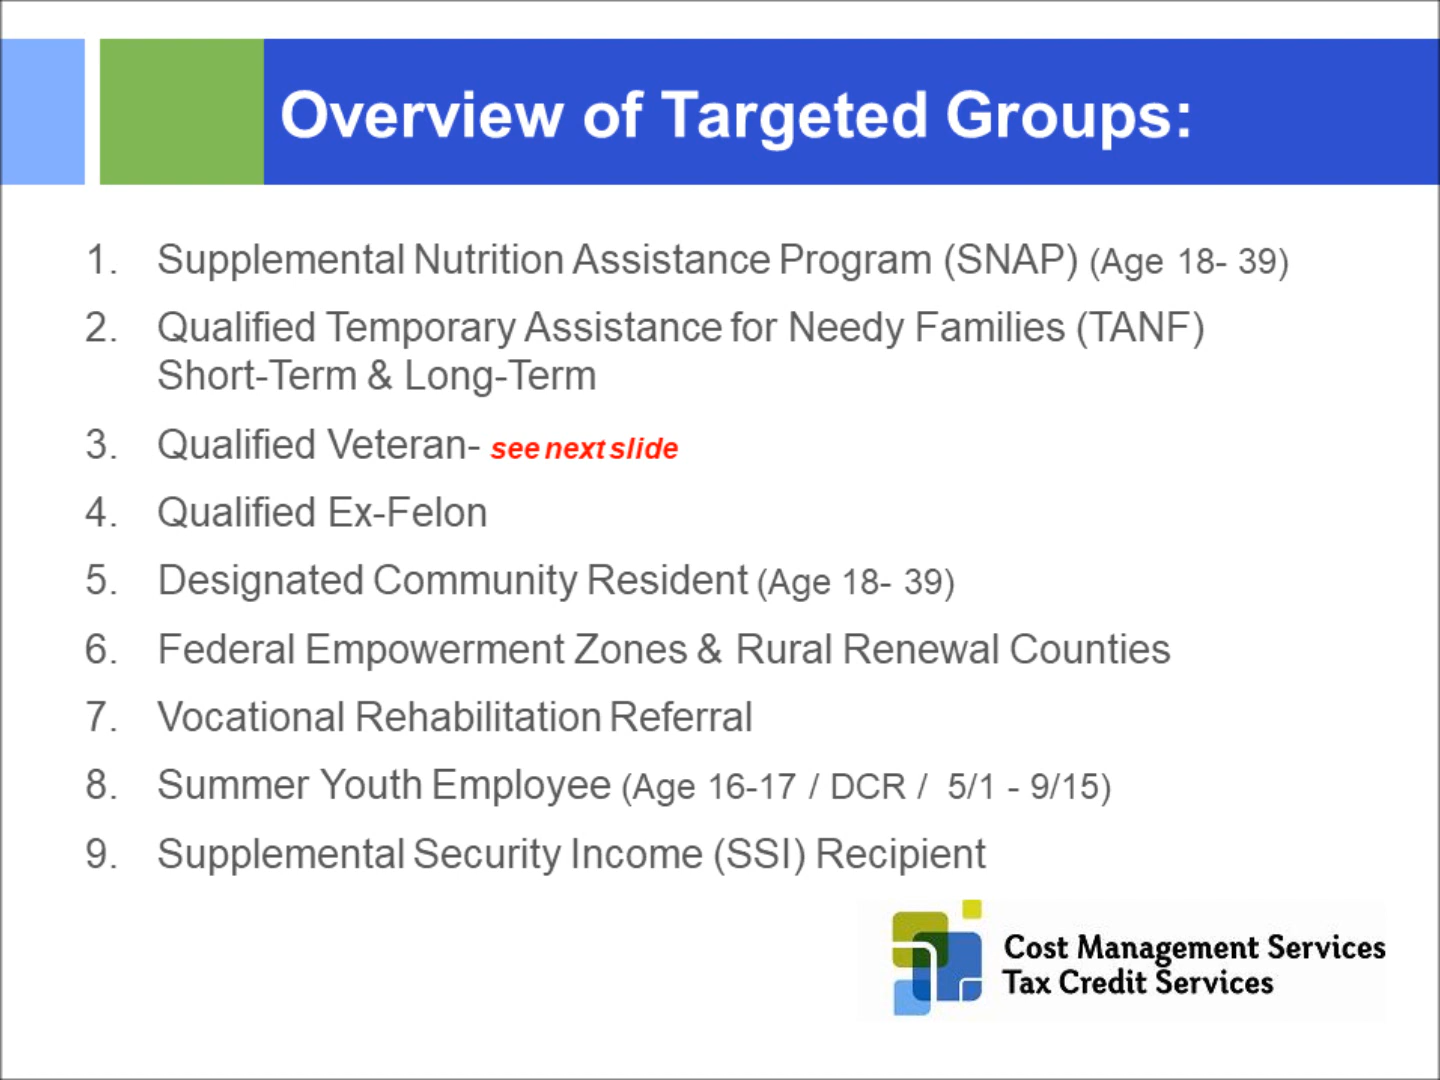 Overview of Targeted Groups:
1. Supplemental Nutrition Assistance Program (SNAP) (Age 18- 39)
2. Qualified Temporary Assistance for Needy Families (TANF)
Short-Term & Long-Term
3. Qualified Veteran- see next slide
4. Qualified Ex-Felon
5. Designated Community Resident (Age 18- 39)
6. Federal Empowerment Zones & Rural Renewal Counties
7. Vocational Rehabilitation Referral
8. Summer Youth Employee (Age 16-17 / DCR / 5/1 - 9/15)
9. Supplemental Security Income (SSI) Recipient
Cost Management Services
Tax Credit Services